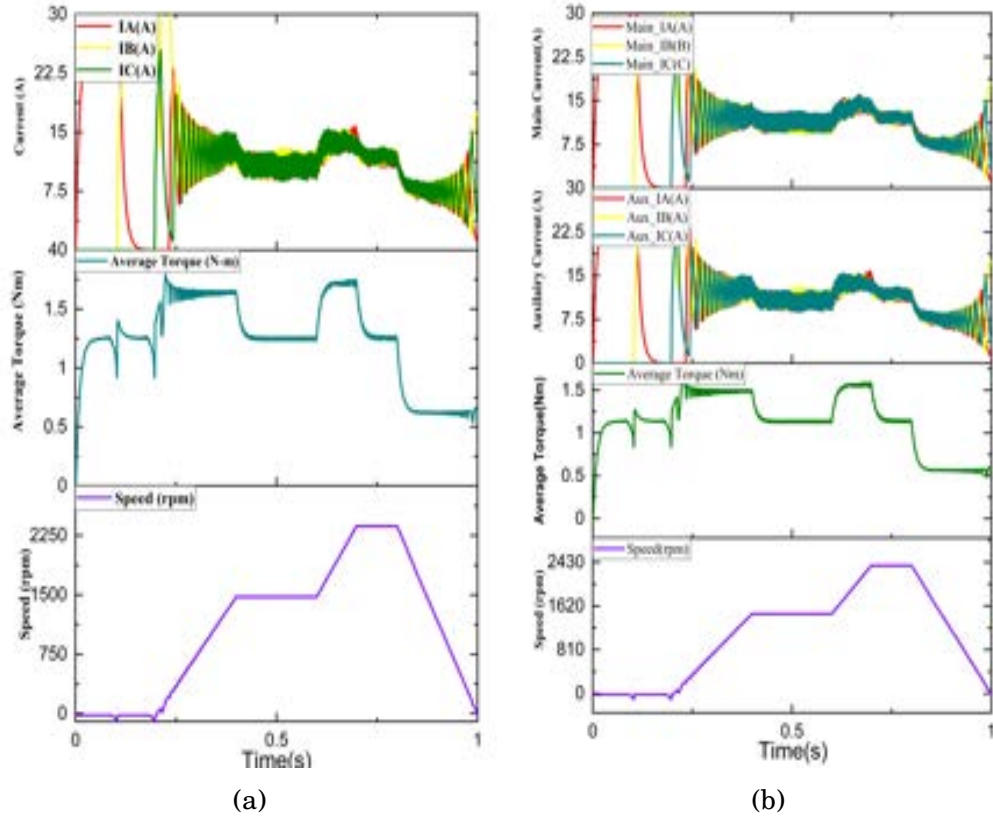 30
22.5
15
7.5
40
Current (A)
IA(A)
IB(A)
IC(A)
1.5
1
0.5
0
Average Torque (Nm)
Average Torque (N-m)
2250
1500
750
0
Speed (rpm)
Speed (rpm)
0
0.5
1
Time(s)
(a)
30
22.5
15
7.5
30
Main Current(A)
Main_IA(A)
Main_IB(B)
Main_IC(C)
22.5
15
7.5
0
Auxilairy Current (A)
Aux_IA(A)
Aux_IB(A)
Aux_IC(A)
1.5
1
0.5
0
Average Torque(Nm)
Average Torque (Nm)
2430
1620
810
0
Speed (rpm)
Speed(rpm)
0
0.5
1
Time(s)
(b)